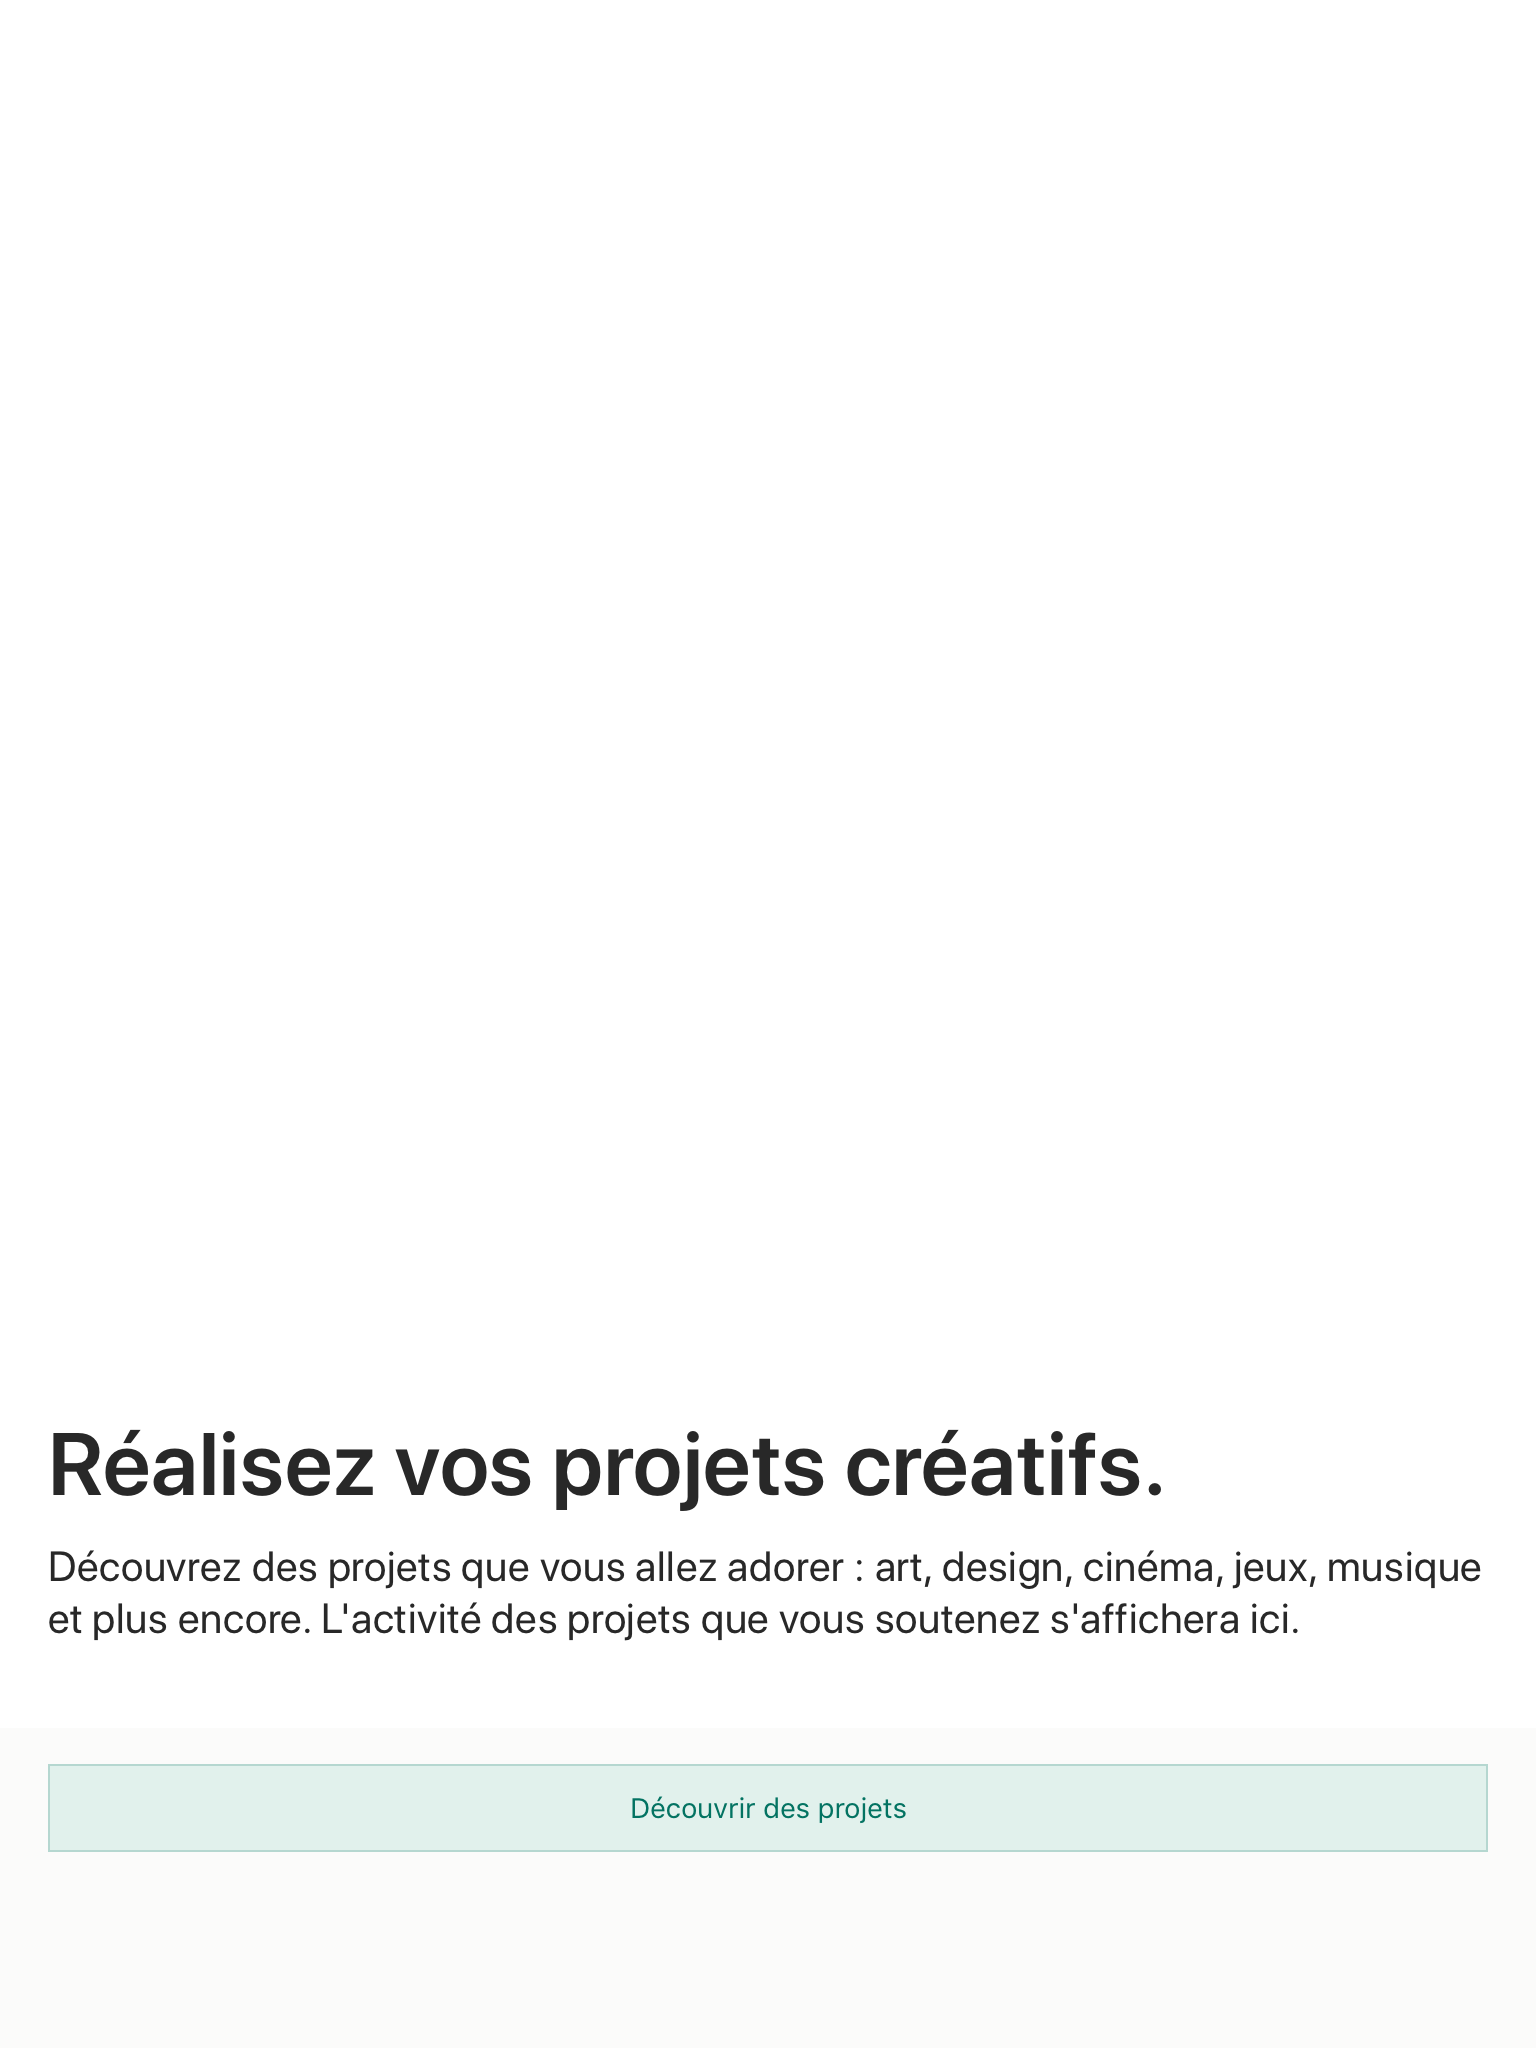 Réalisez vos projets créatifs.
Découvrez des projets que vous allez adorer : art, design, cinéma, jeux, musique
et plus encore. L'activité des projets que vous soutenez s'affichera ici.
Découvrir des projets